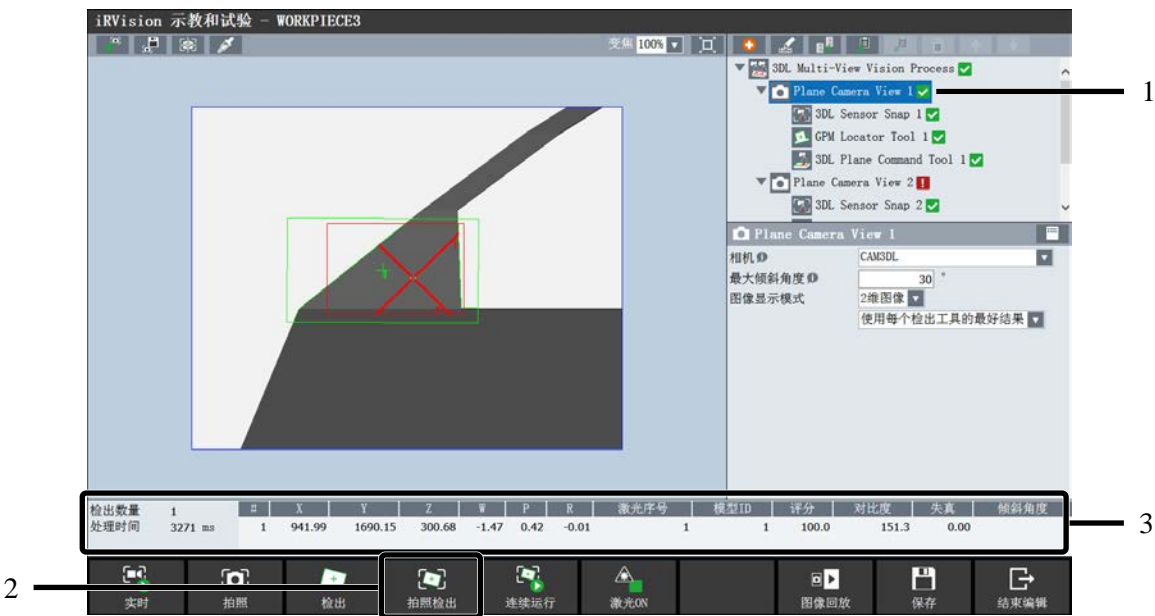 iRVision 示教和试验 - WORKPIECE3
变焦 100%
3DL Multi-View Vision Process
Plane Camera View 1
1
3DL Sensor Snap 1
GPM Locator Tool 1
3DL Plane Command Tool 1
Plane Camera View 2
3DL Sensor Snap 2
Plane Camera View 1
相机 CAM3DL
最大倾斜角度 30 °
图像显示模式 2维图像
使用每个检出工具的最好结果
检出数量 1 # X Y Z W P R 激光序号 模型ID 评分 对比度 失真 倾斜角度
处理时间 3271 ms 1 941.99 1690.15 300.68 -1.47 0.42 -0.01 1 1 100.0 151.3 0.00
3
2
实时 拍照 检出 拍照检出 连续运行 激光ON 图像回放 保存 结束编辑